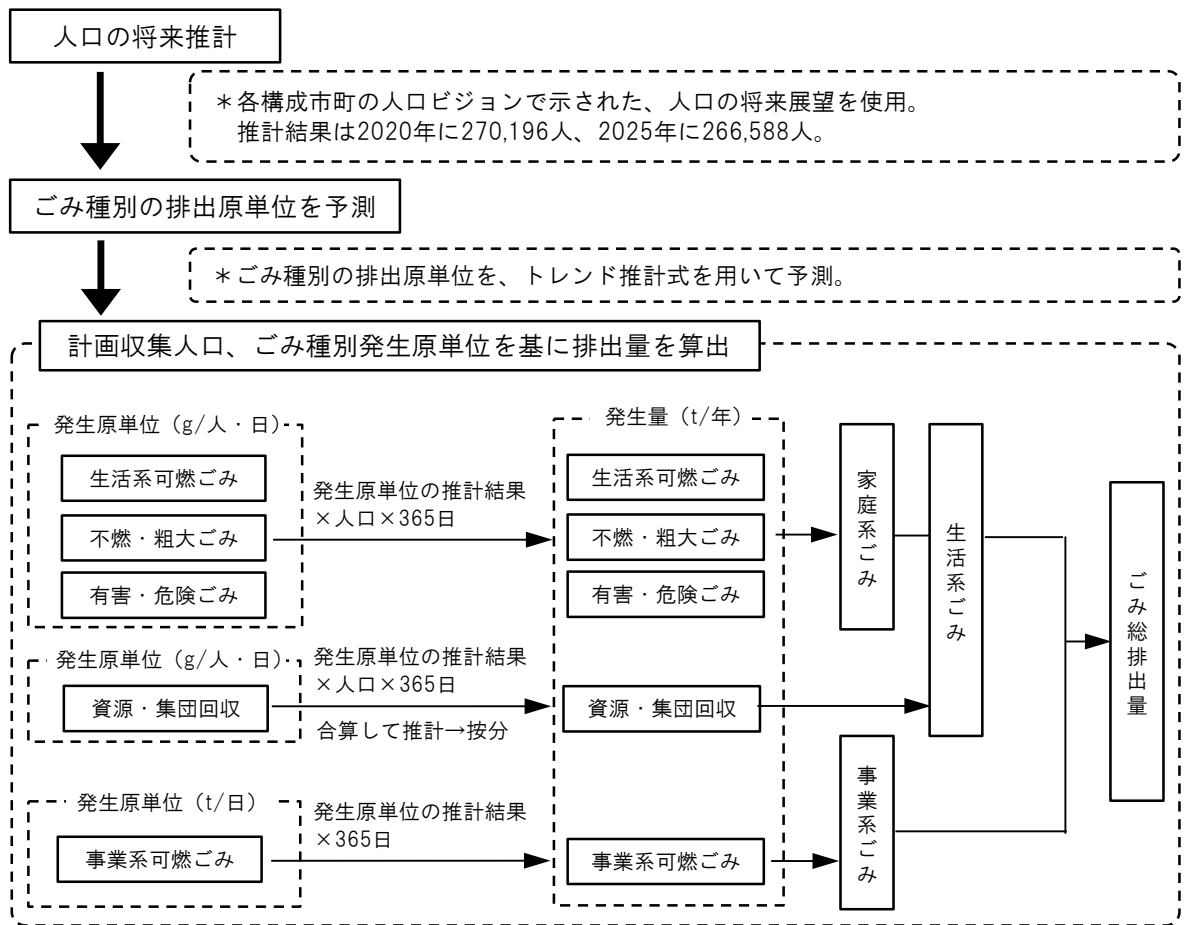 人口の将来推計
＊各構成市町の人口ビジョンで示された、人口の将来展望を使用。
推計結果は2020年に270,196人、2025年に266,588人。
ごみ種別の排出原単位を予測
＊ごみ種別の排出原単位を、トレンド推計式を用いて予測。
計画収集人口、ごみ種別発生原単位を基に排出量を算出
発生原単位（g/人・日）
生活系可燃ごみ
不燃・粗大ごみ
有害・危険ごみ
発生原単位の推計結果
×人口×365日
発生量（t/年）
生活系可燃ごみ
不燃・粗大ごみ
有害・危険ごみ
家庭系ごみ
生活系ごみ
ごみ総排出量
発生原単位（g/人・日）
資源・集団回収
発生原単位の推計結果
×人口×365日
合算して推計→按分
資源・集団回収
発生原単位（t/日）
事業系可燃ごみ
発生原単位の推計結果
×365日
事業系可燃ごみ
事業系ごみ